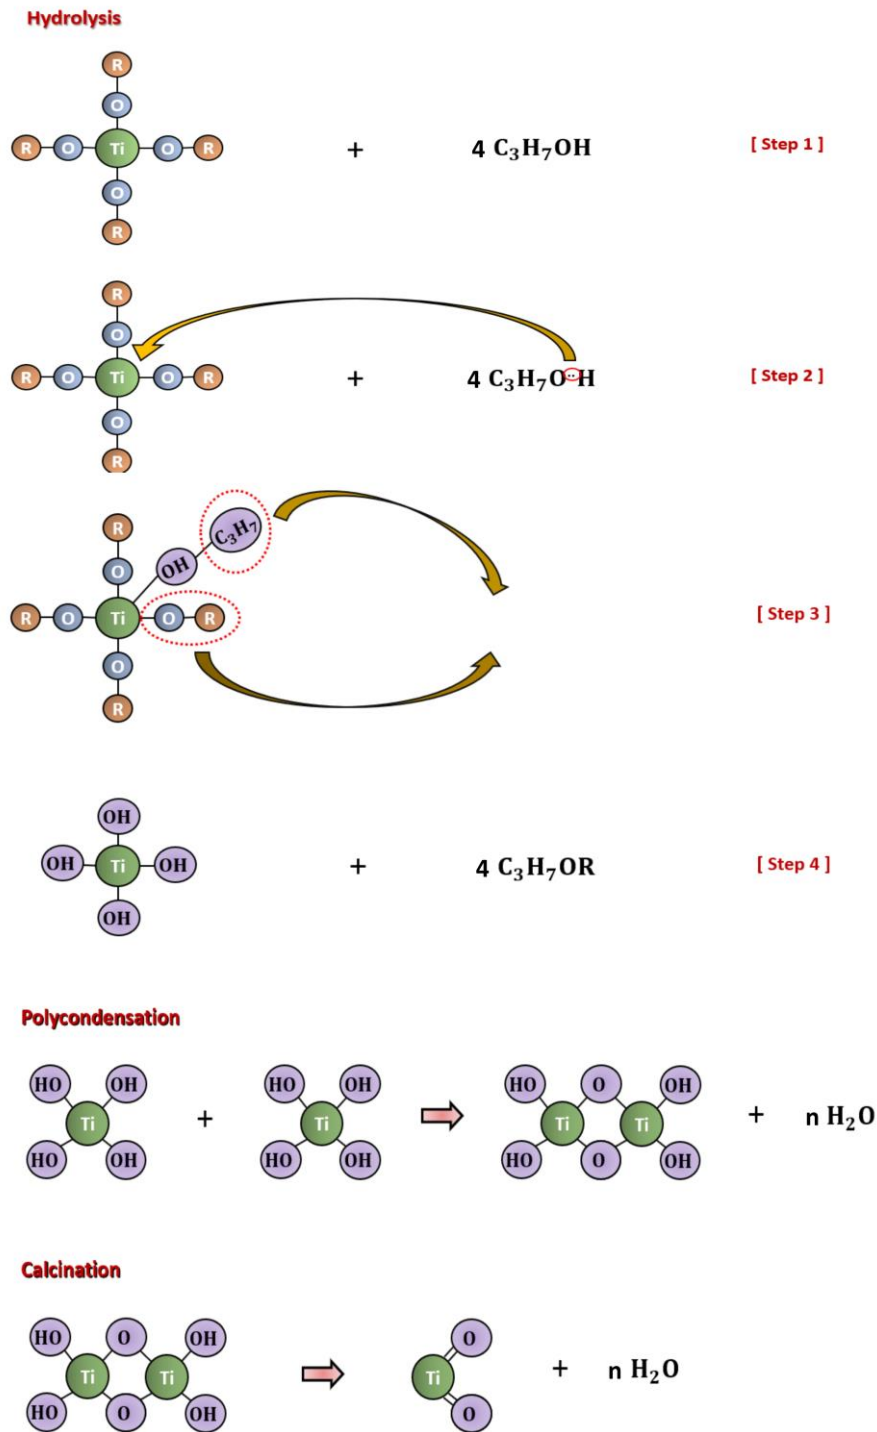 Hydrolysis
R
O
R O Ti O R + 4 C₃H₇OH [ Step 1 ]
O
R
R
O
R O Ti O R + 4 C₃H₇O··H [ Step 2 ]
O
R
R C₃H₇
O OH
R O Ti O R [ Step 3 ]
O
R
OH
OH Ti OH + 4 C₃H₇OR [ Step 4 ]
OH
Polycondensation
HO OH HO OH HO O OH
Ti + Ti Ti Ti + n H₂O
HO OH HO OH HO O OH
Calcination
HO O OH O
Ti Ti Ti + n H₂O
HO O OH O